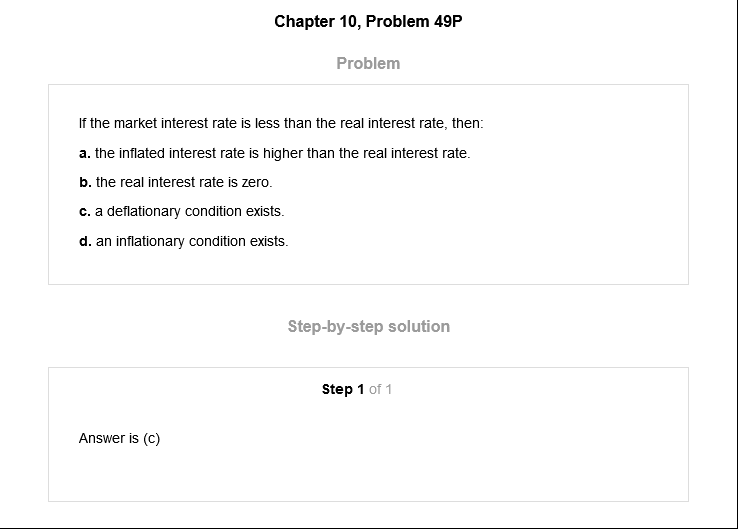 Chapter 10, Problem 49P
Problem
If the market interest rate is less than the real interest rate, then:
a. the inflated interest rate is higher than the real interest rate.
b. the real interest rate is zero.
c. a deflationary condition exists.
d. an inflationary condition exists.
Step-by-step solution
Step 1 of 1
Answer is (c)